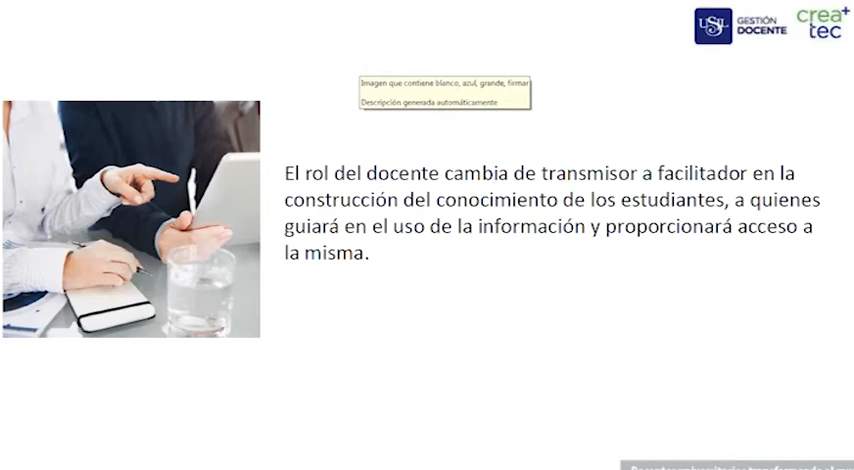 USIL GESTIÓN
DOCENTE
crea+
tec
Imagen que contiene blanco, azul, grande, firmar
Descripción generada automáticamente
El rol del docente cambia de transmisor a facilitador en la
construcción del conocimiento de los estudiantes, a quienes
guiará en el uso de la información y proporcionará acceso a
la misma.